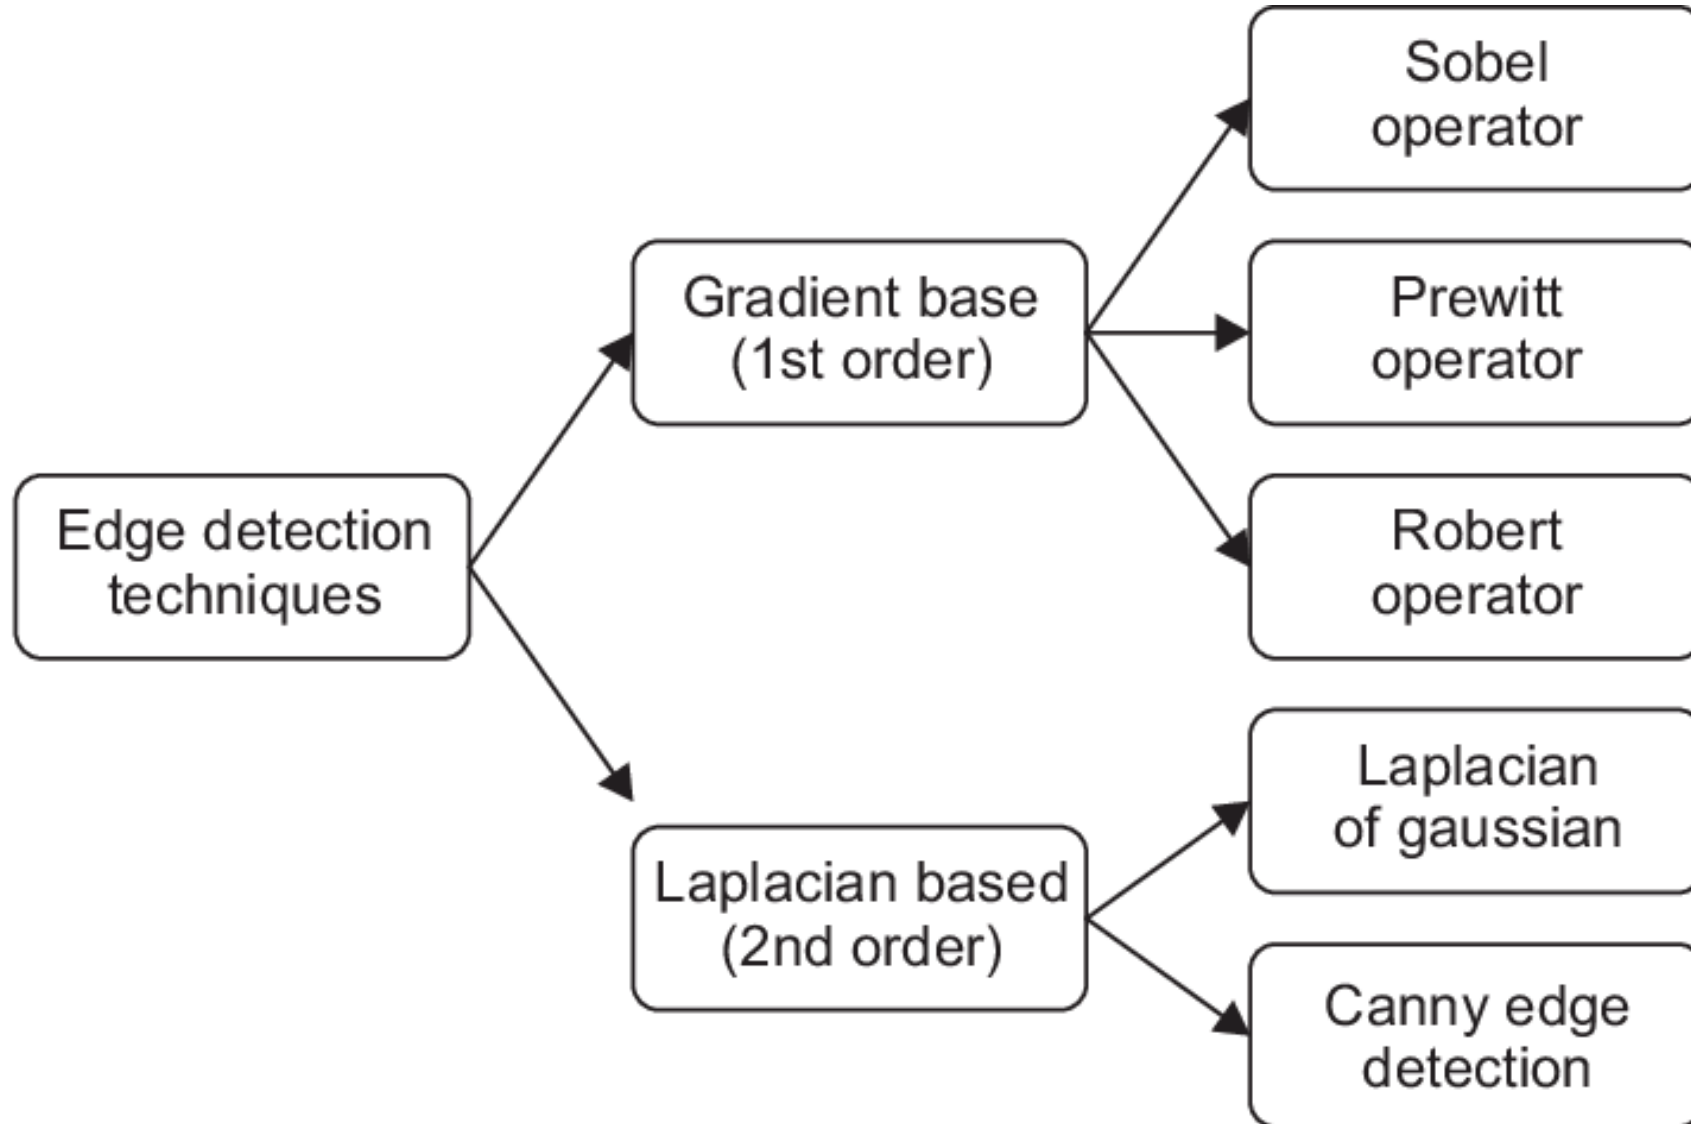 Sobel
operator
Gradient base
(1st order)
Prewitt
operator
Edge detection
techniques
Robert
operator
Laplacian
of gaussian
Laplacian based
(2nd order)
Canny edge
detection